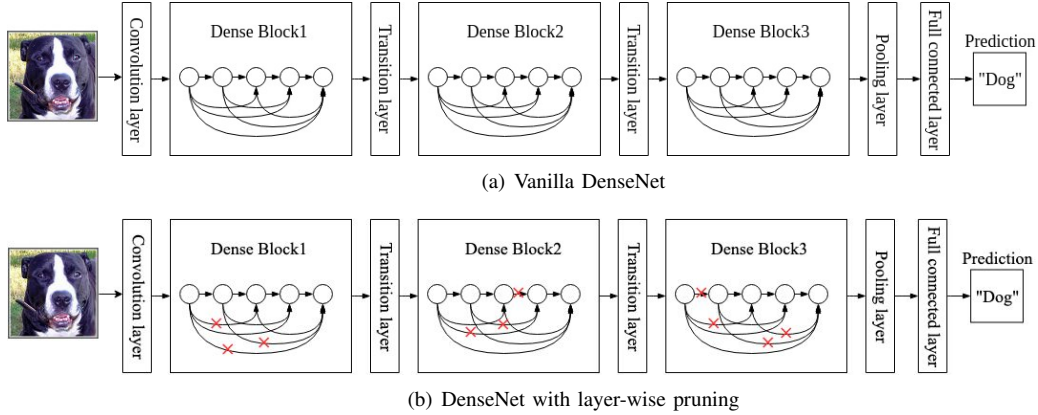 Convolution layer
Dense Block1
Transition layer
Dense Block2
Transition layer
Dense Block3
Pooling layer
Full connected layer
Prediction
"Dog"
(a) Vanilla DenseNet
Convolution layer
Dense Block1
Transition layer
Dense Block2
Transition layer
Dense Block3
Pooling layer
Full connected layer
Prediction
"Dog"
(b) DenseNet with layer-wise pruning